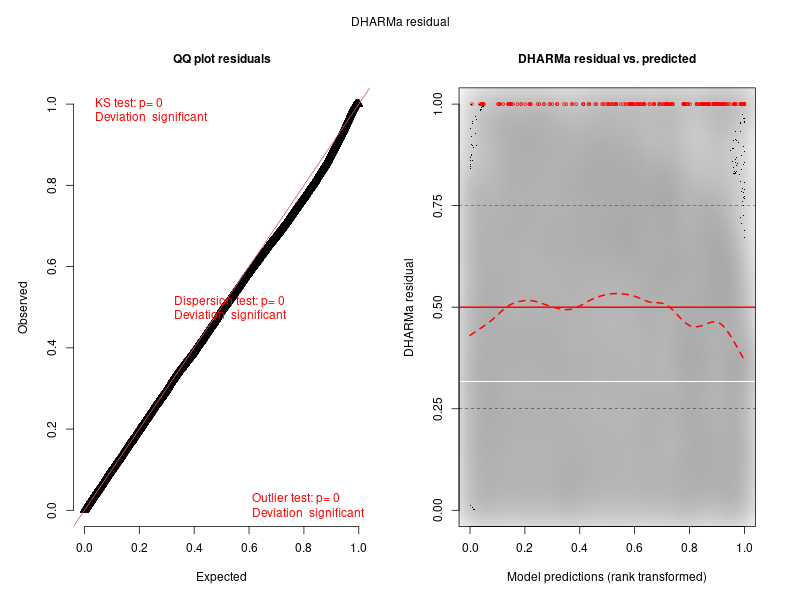 DHARMa residual
QQ plot residuals
KS test: p= 0
Deviation  significant
Dispersion test: p= 0
Deviation  significant
Outlier test: p= 0
Deviation  significant
Observed
0.0
0.2
0.4
0.6
0.8
1.0
0.0 0.2 0.4 0.6 0.8 1.0
Expected
DHARMa residual vs. predicted
DHARMa residual
0.00
0.25
0.50
0.75
1.00
0.0 0.2 0.4 0.6 0.8 1.0
Model predictions (rank transformed)